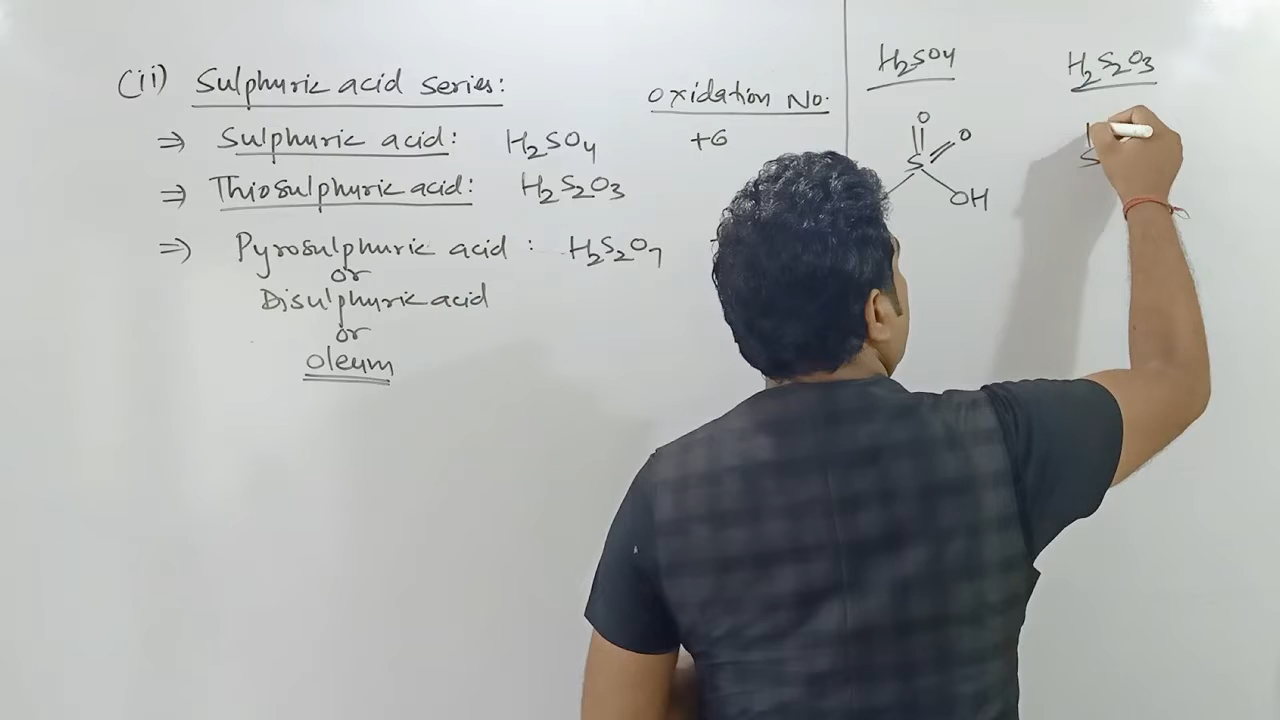 (ii) Sulphuric acid series:
Oxidation No.
⇒ Sulphuric acid: H₂SO₄ +6
⇒ Thiosulphuric acid: H₂S₂O₃
⇒ Pyrosulphuric acid : H₂S₂O₇
or
Disulphuric acid
or
Oleum
H₂SO₄
O
O
S
OH
H₂S₂O₃
S